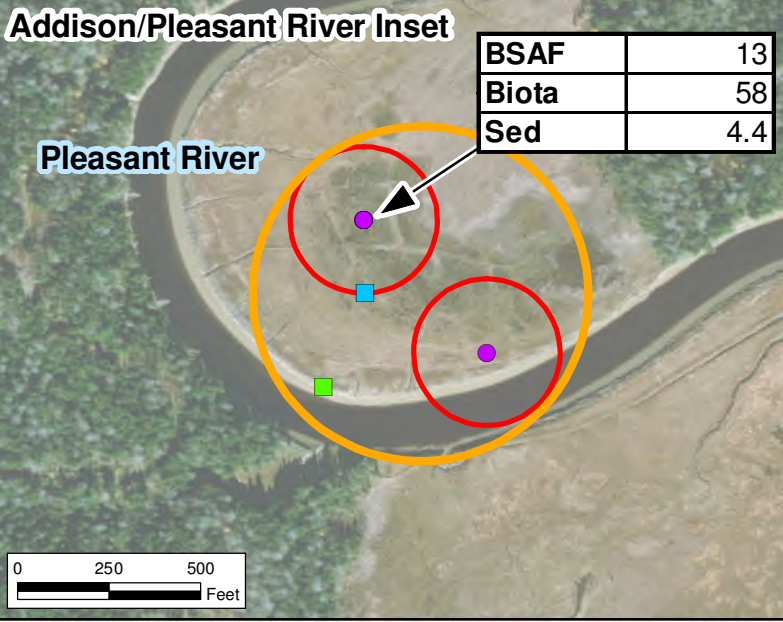 Addison/Pleasant River Inset
BSAF 13
Biota 58
Sed 4.4
Pleasant River
0 250 500
Feet